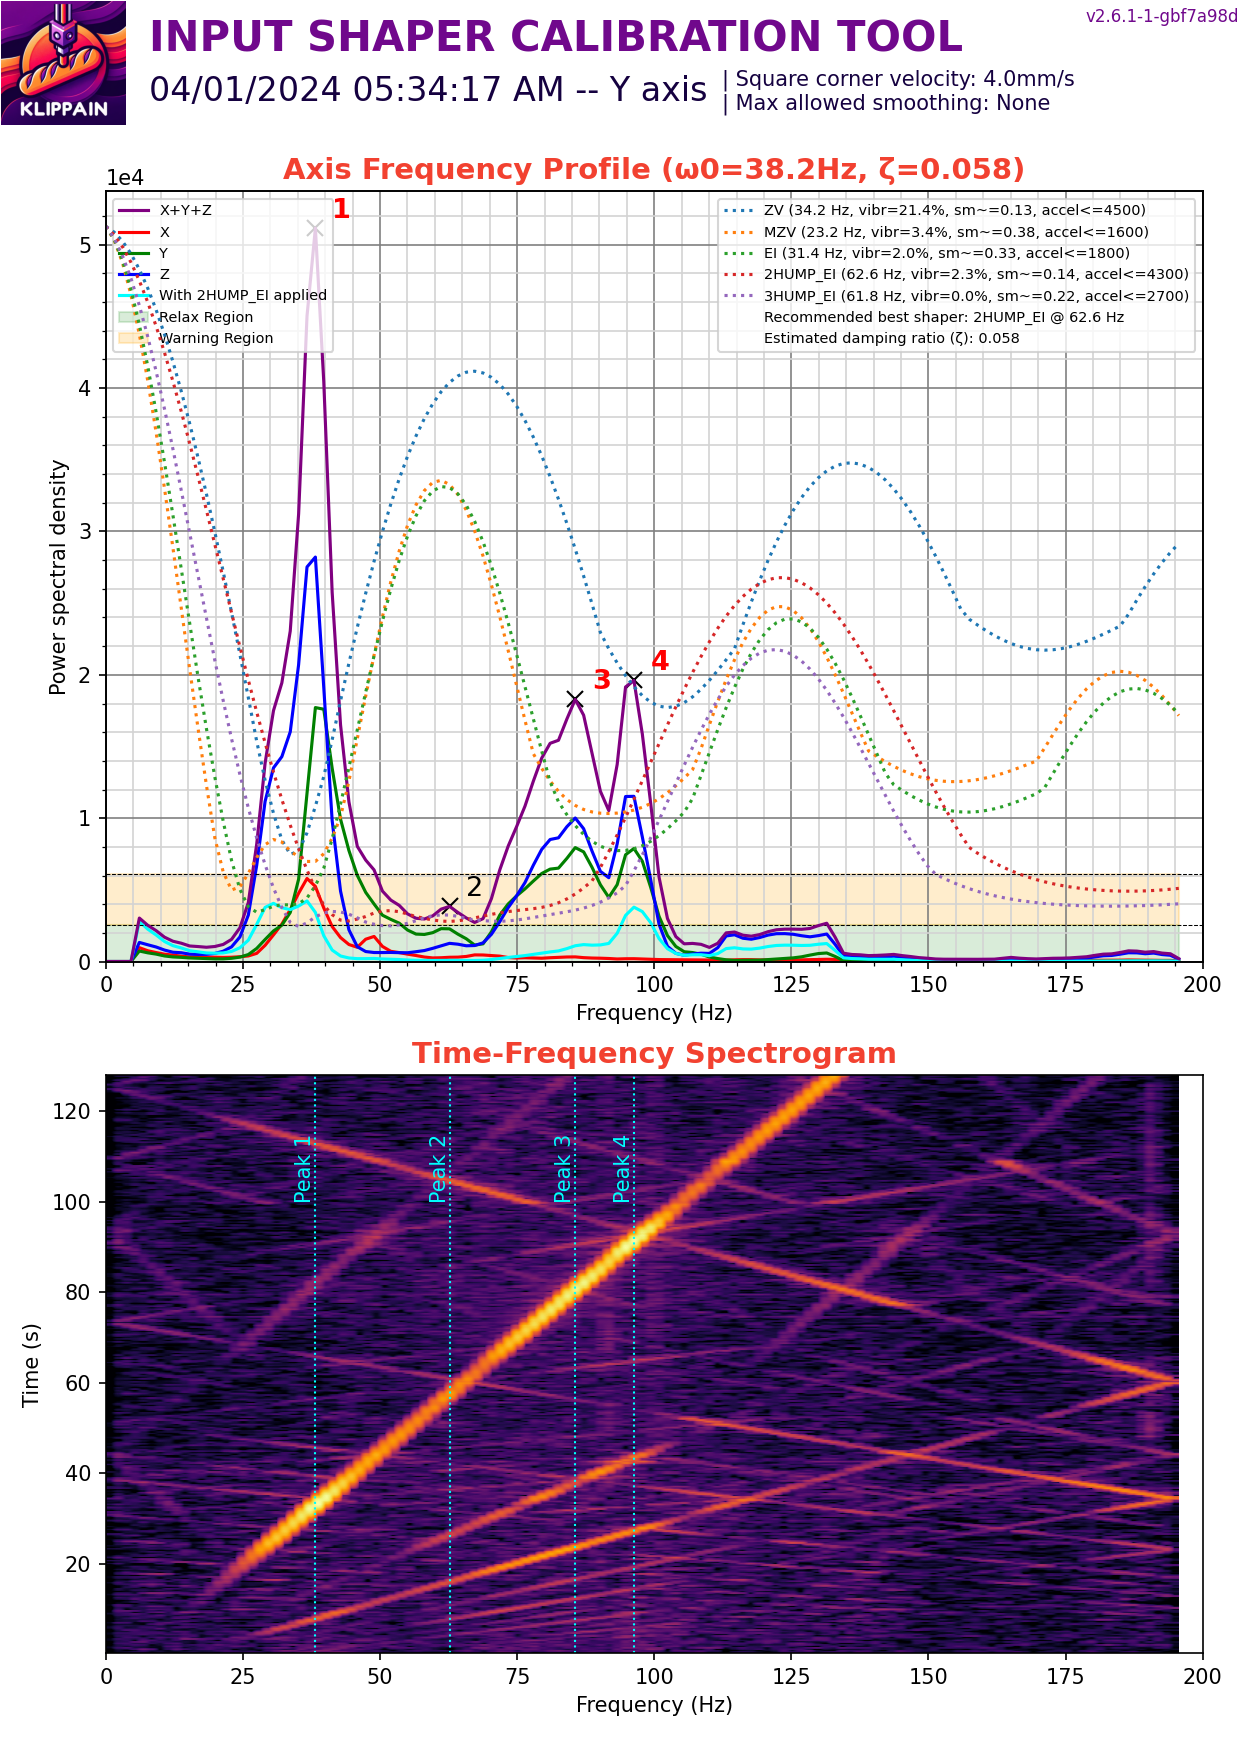 v2.6.1-1-gbf7a98d
INPUT SHAPER CALIBRATION TOOL
04/01/2024 05:34:17 AM -- Y axis
| Square corner velocity: 4.0mm/s
| Max allowed smoothing: None
KLIPPAIN
Axis Frequency Profile (ω0=38.2Hz, ζ=0.058)
1e4
X+Y+Z
X
Y
Z
With 2HUMP_EI applied
Relax Region
Warning Region
ZV (34.2 Hz, vibr=21.4%, sm~=0.13, accel<=4500)
MZV (23.2 Hz, vibr=3.4%, sm~=0.38, accel<=1600)
EI (31.4 Hz, vibr=2.0%, sm~=0.33, accel<=1800)
2HUMP_EI (62.6 Hz, vibr=2.3%, sm~=0.14, accel<=4300)
3HUMP_EI (61.8 Hz, vibr=0.0%, sm~=0.22, accel<=2700)
Recommended best shaper: 2HUMP_EI @ 62.6 Hz
Estimated damping ratio (ζ): 0.058
1
2
3
4
Power spectral density
5
4
3
2
1
0
0 25 50 75 100 125 150 175 200
Frequency (Hz)
Time-Frequency Spectrogram
Peak 1
Peak 2
Peak 3
Peak 4
Time (s)
120
100
80
60
40
20
0 25 50 75 100 125 150 175 200
Frequency (Hz)